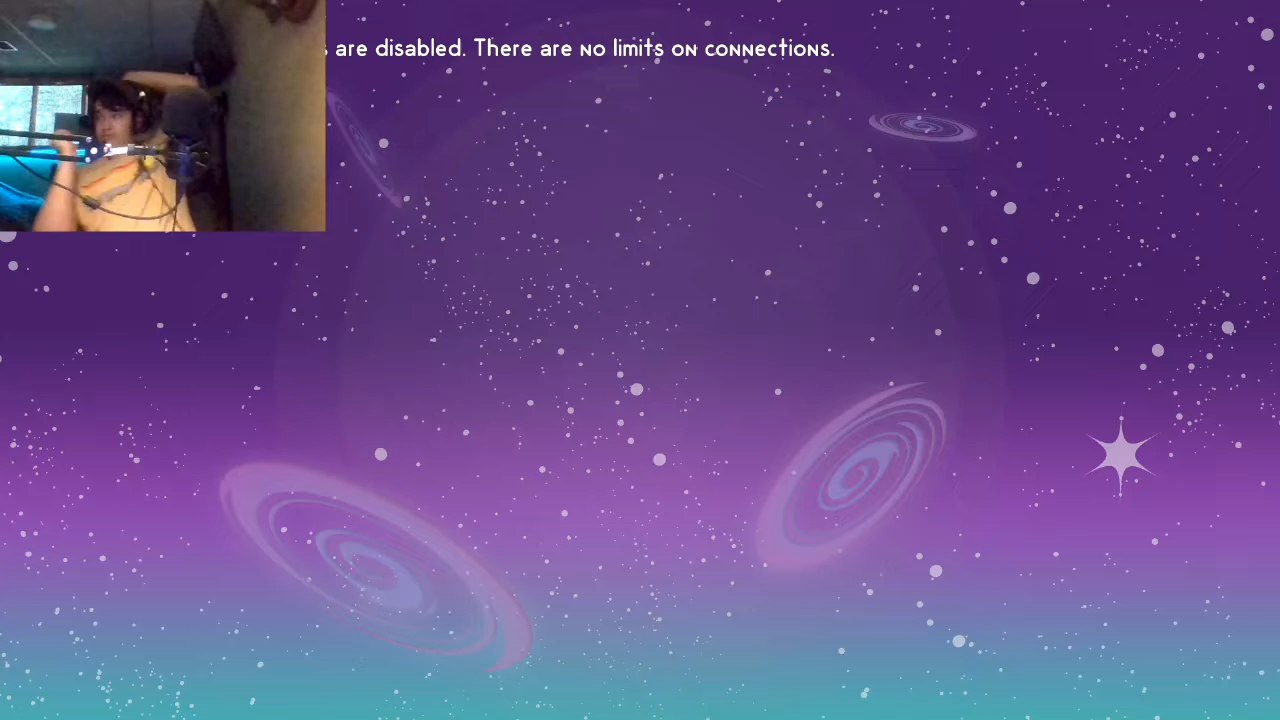 are disabled. There are no limits on connections.